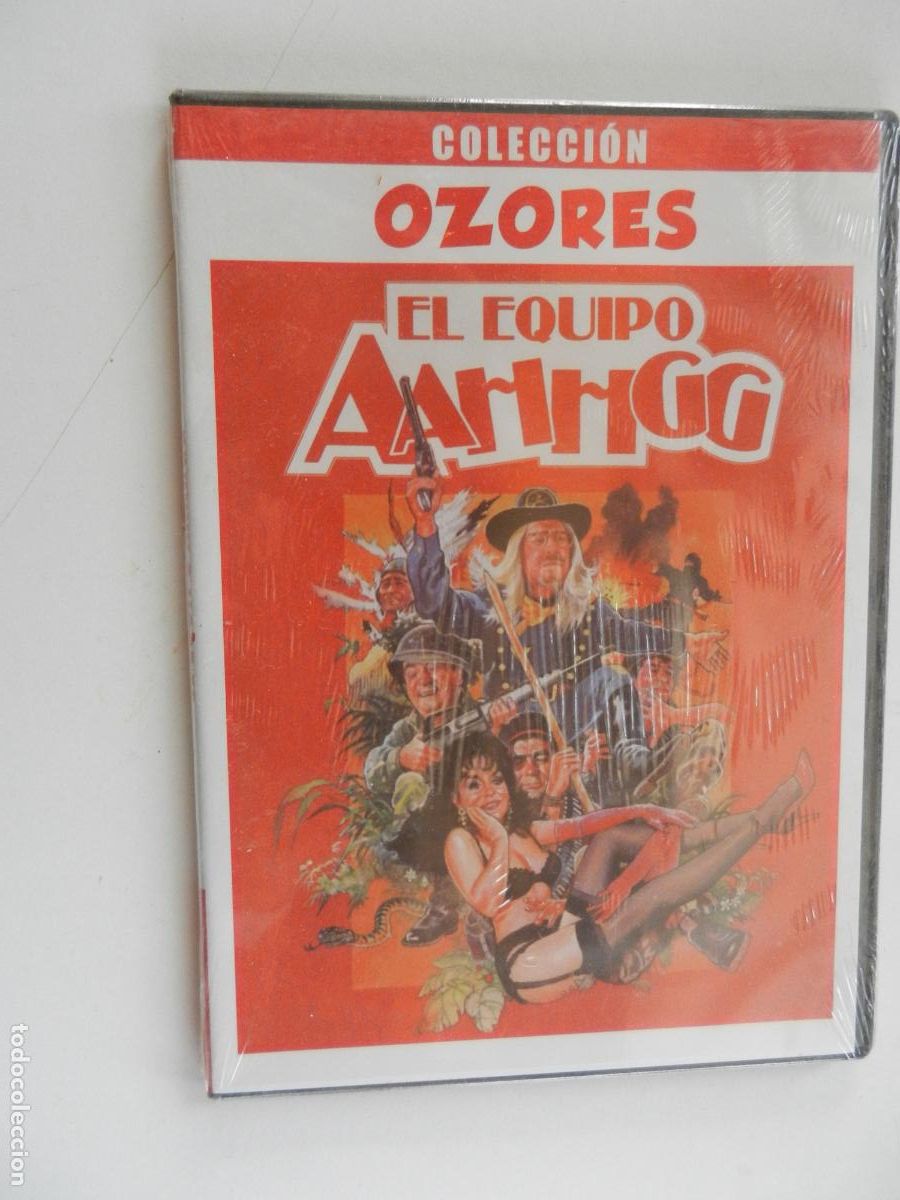 COLECCIÓN
OZORES
EL EQUIPO
AAHHGG
todocoleccion